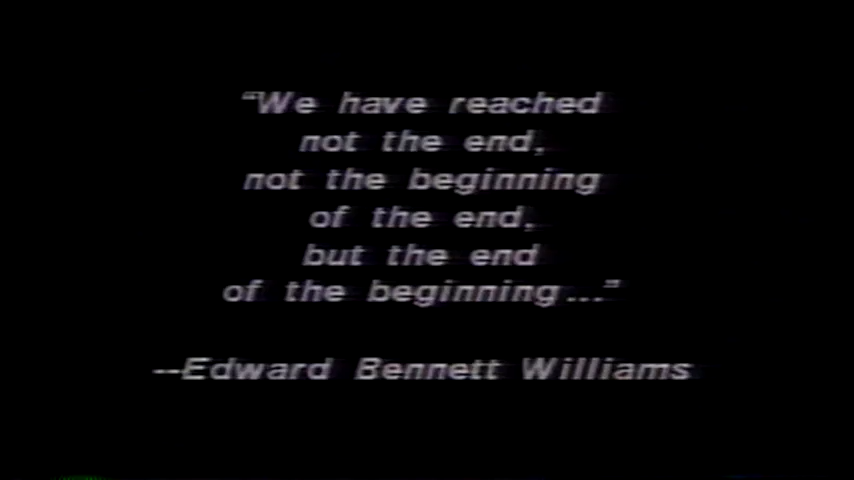 “We have reached
not the end,
not the beginning
of the end,
but the end
of the beginning...”
--Edward Bennett Williams